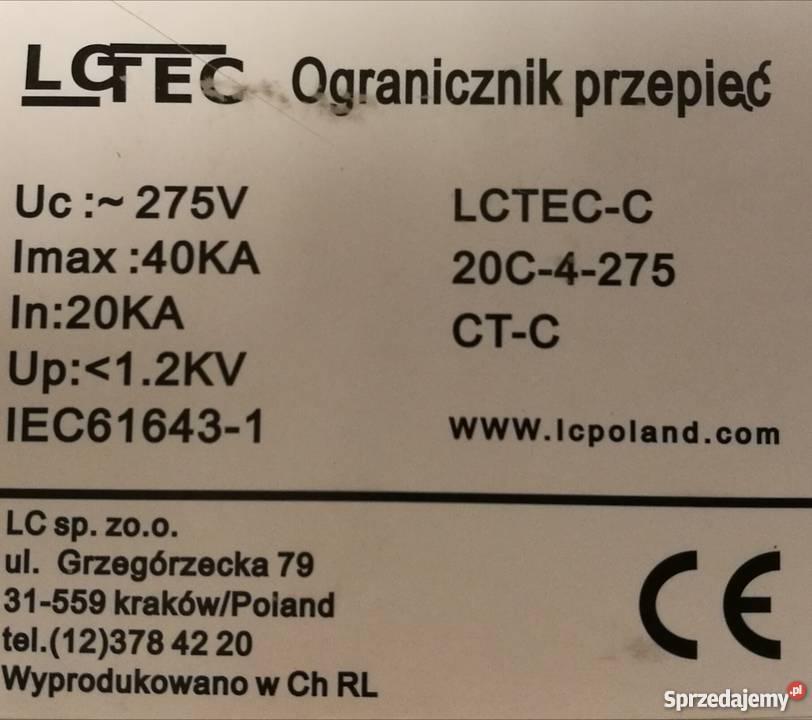 LCTEC Ogranicznik przepięć
Uc :~ 275V
Imax :40KA
In:20KA
Up:<1.2KV
IEC61643-1
LCTEC-C
20C-4-275
CT-C
www.lcpoland.com
LC sp. zo.o.
ul. Grzegórzecka 79
31-559 kraków/Poland
tel.(12)378 42 20
Wyprodukowano w Ch RL
CE
Sprzedajemy.pl